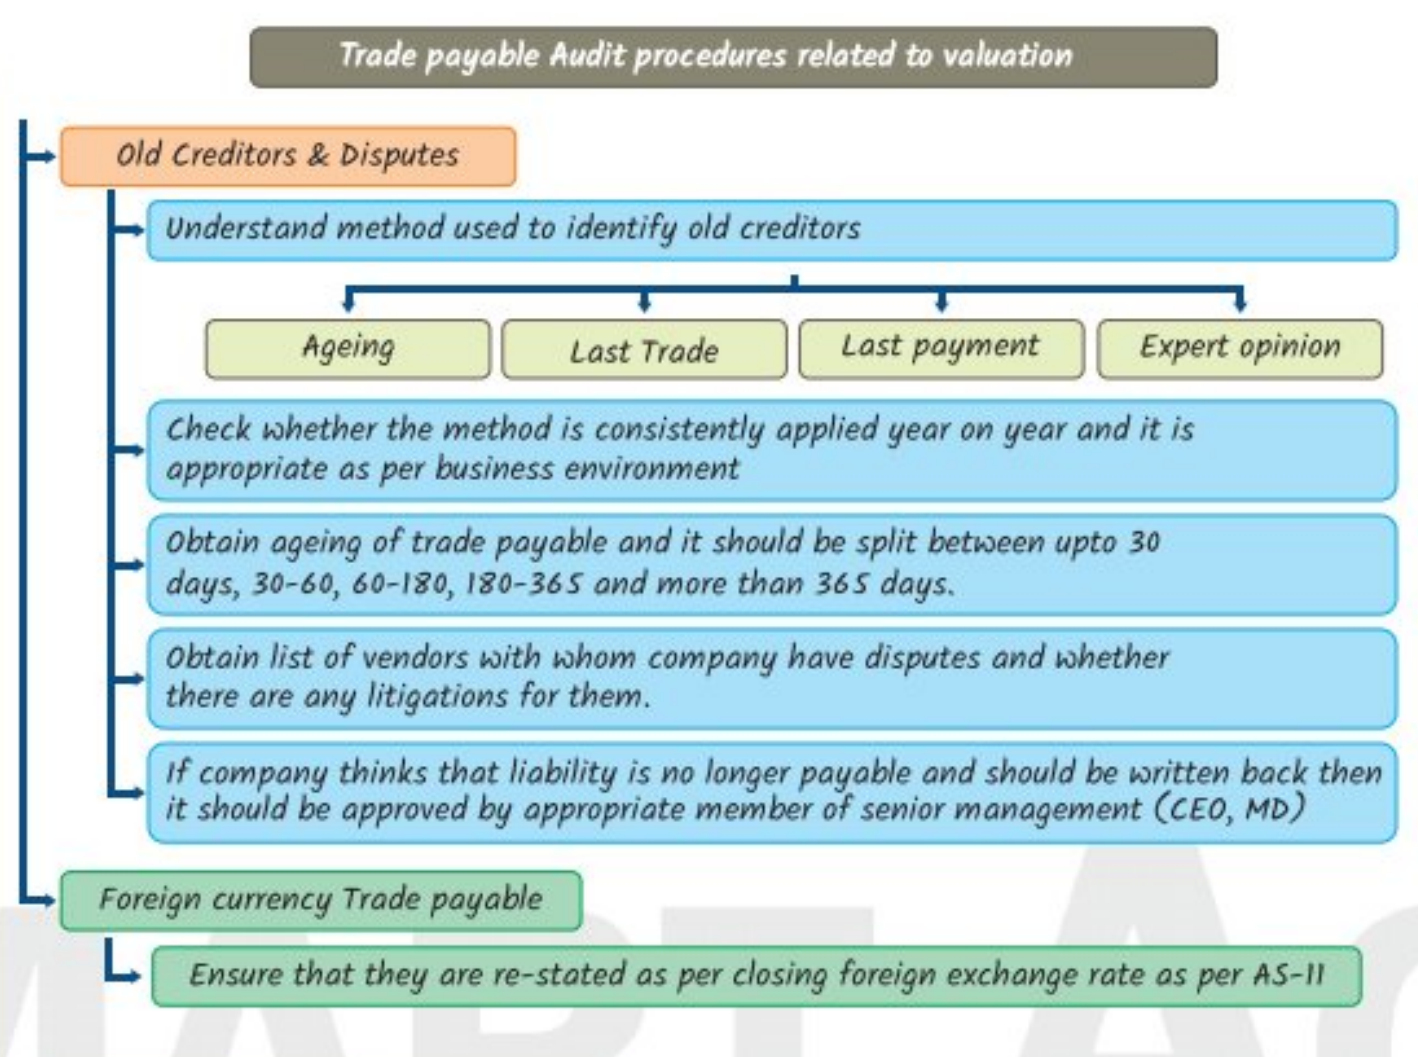 Trade payable Audit procedures related to valuation
Old Creditors & Disputes
Understand method used to identify old creditors
Ageing
Last Trade
Last payment
Expert opinion
Check whether the method is consistently applied year on year and it is
appropriate as per business environment
Obtain ageing of trade payable and it should be split between upto 30
days, 30-60, 60-180, 180-365 and more than 365 days.
Obtain list of vendors with whom company have disputes and whether
there are any litigations for them.
If company thinks that liability is no longer payable and should be written back then
it should be approved by appropriate member of senior management (CEO, MD)
Foreign currency Trade payable
Ensure that they are re-stated as per closing foreign exchange rate as per AS-11